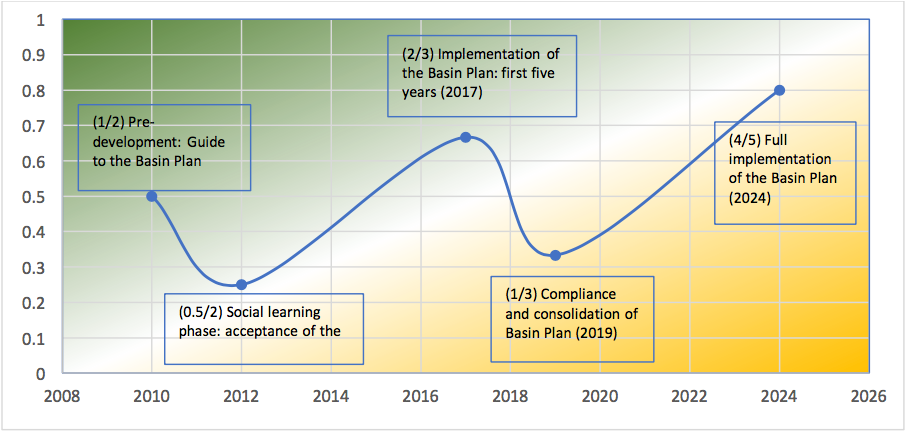 1
0.9
0.8
0.7
0.6
0.5
0.4
0.3
0.2
0.1
0
(1/2) Pre-
development: Guide
to the Basin Plan
(2/3) Implementation of
the Basin Plan: first five
years (2017)
(4/5) Full
implementation
of the Basin Plan
(2024)
(0.5/2) Social learning
phase: acceptance of the
(1/3) Compliance
and consolidation of
Basin Plan (2019)
2008 2010 2012 2014 2016 2018 2020 2022 2024 2026